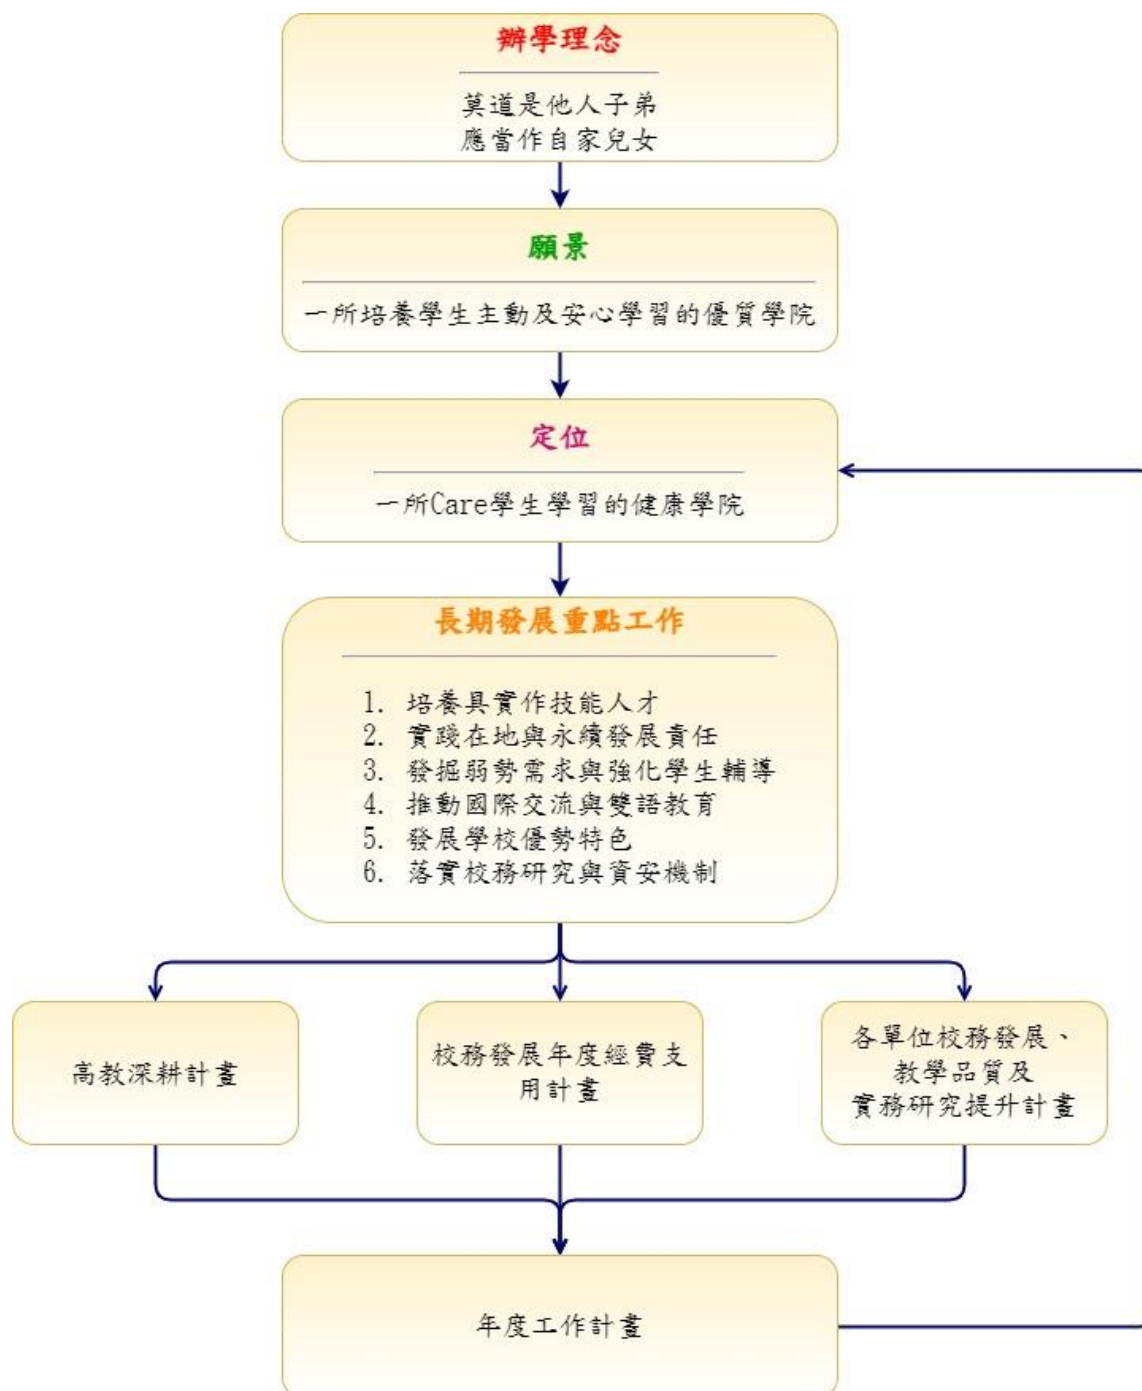 辦學理念
莫道是他人子弟
應當作自家兒女
願景
一所培養學生主動及安心學習的優質學院
定位
一所Care學生學習的健康學院
長期發展重點工作
1. 培養具實作技能人才
2. 實踐在地與永續發展責任
3. 發掘弱勢需求與強化學生輔導
4. 推動國際交流與雙語教育
5. 發展學校優勢特色
6. 落實校務研究與資安機制
高教深耕計畫
校務發展年度經費支
用計畫
各單位校務發展、
教學品質及
實務研究提升計畫
年度工作計畫